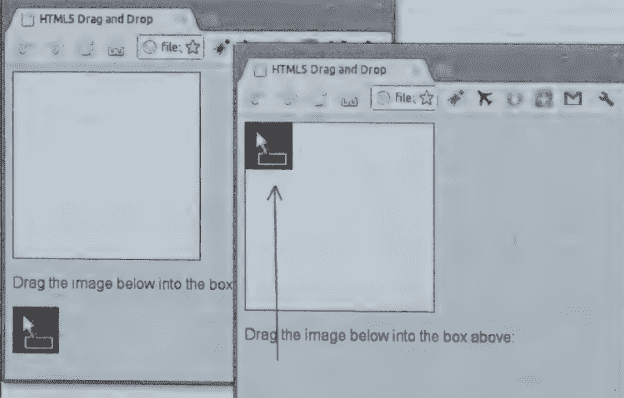 HTML5 Drag and Drop
file:
Drag the image below into the box
HTML5 Drag and Drop
file:
Drag the image below into the box above: